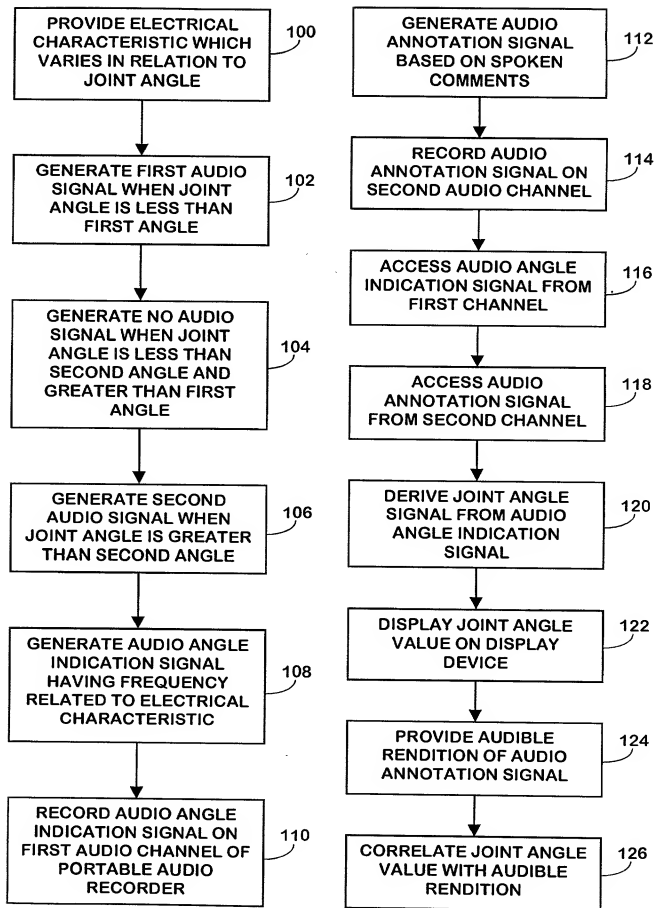 PROVIDE ELECTRICAL
CHARACTERISTIC WHICH
VARIES IN RELATION TO
JOINT ANGLE
100
GENERATE FIRST AUDIO
SIGNAL WHEN JOINT
ANGLE IS LESS THAN
FIRST ANGLE
102
GENERATE NO AUDIO
SIGNAL WHEN JOINT
ANGLE IS LESS THAN
SECOND ANGLE AND
GREATER THAN FIRST
ANGLE
104
GENERATE SECOND
AUDIO SIGNAL WHEN
JOINT ANGLE IS GREATER
THAN SECOND ANGLE
106
GENERATE AUDIO ANGLE
INDICATION SIGNAL
HAVING FREQUENCY
RELATED TO ELECTRICAL
CHARACTERISTIC
108
RECORD AUDIO ANGLE
INDICATION SIGNAL ON
FIRST AUDIO CHANNEL OF
PORTABLE AUDIO
RECORDER
110
GENERATE AUDIO
ANNOTATION SIGNAL
BASED ON SPOKEN
COMMENTS
112
RECORD AUDIO
ANNOTATION SIGNAL ON
SECOND AUDIO CHANNEL
114
ACCESS AUDIO ANGLE
INDICATION SIGNAL FROM
FIRST CHANNEL
116
ACCESS AUDIO
ANNOTATION SIGNAL
FROM SECOND CHANNEL
118
DERIVE JOINT ANGLE
SIGNAL FROM AUDIO
ANGLE INDICATION
SIGNAL
120
DISPLAY JOINT ANGLE
VALUE ON DISPLAY
DEVICE
122
PROVIDE AUDIBLE
RENDITION OF AUDIO
ANNOTATION SIGNAL
124
CORRELATE JOINT ANGLE
VALUE WITH AUDIBLE
RENDITION
126